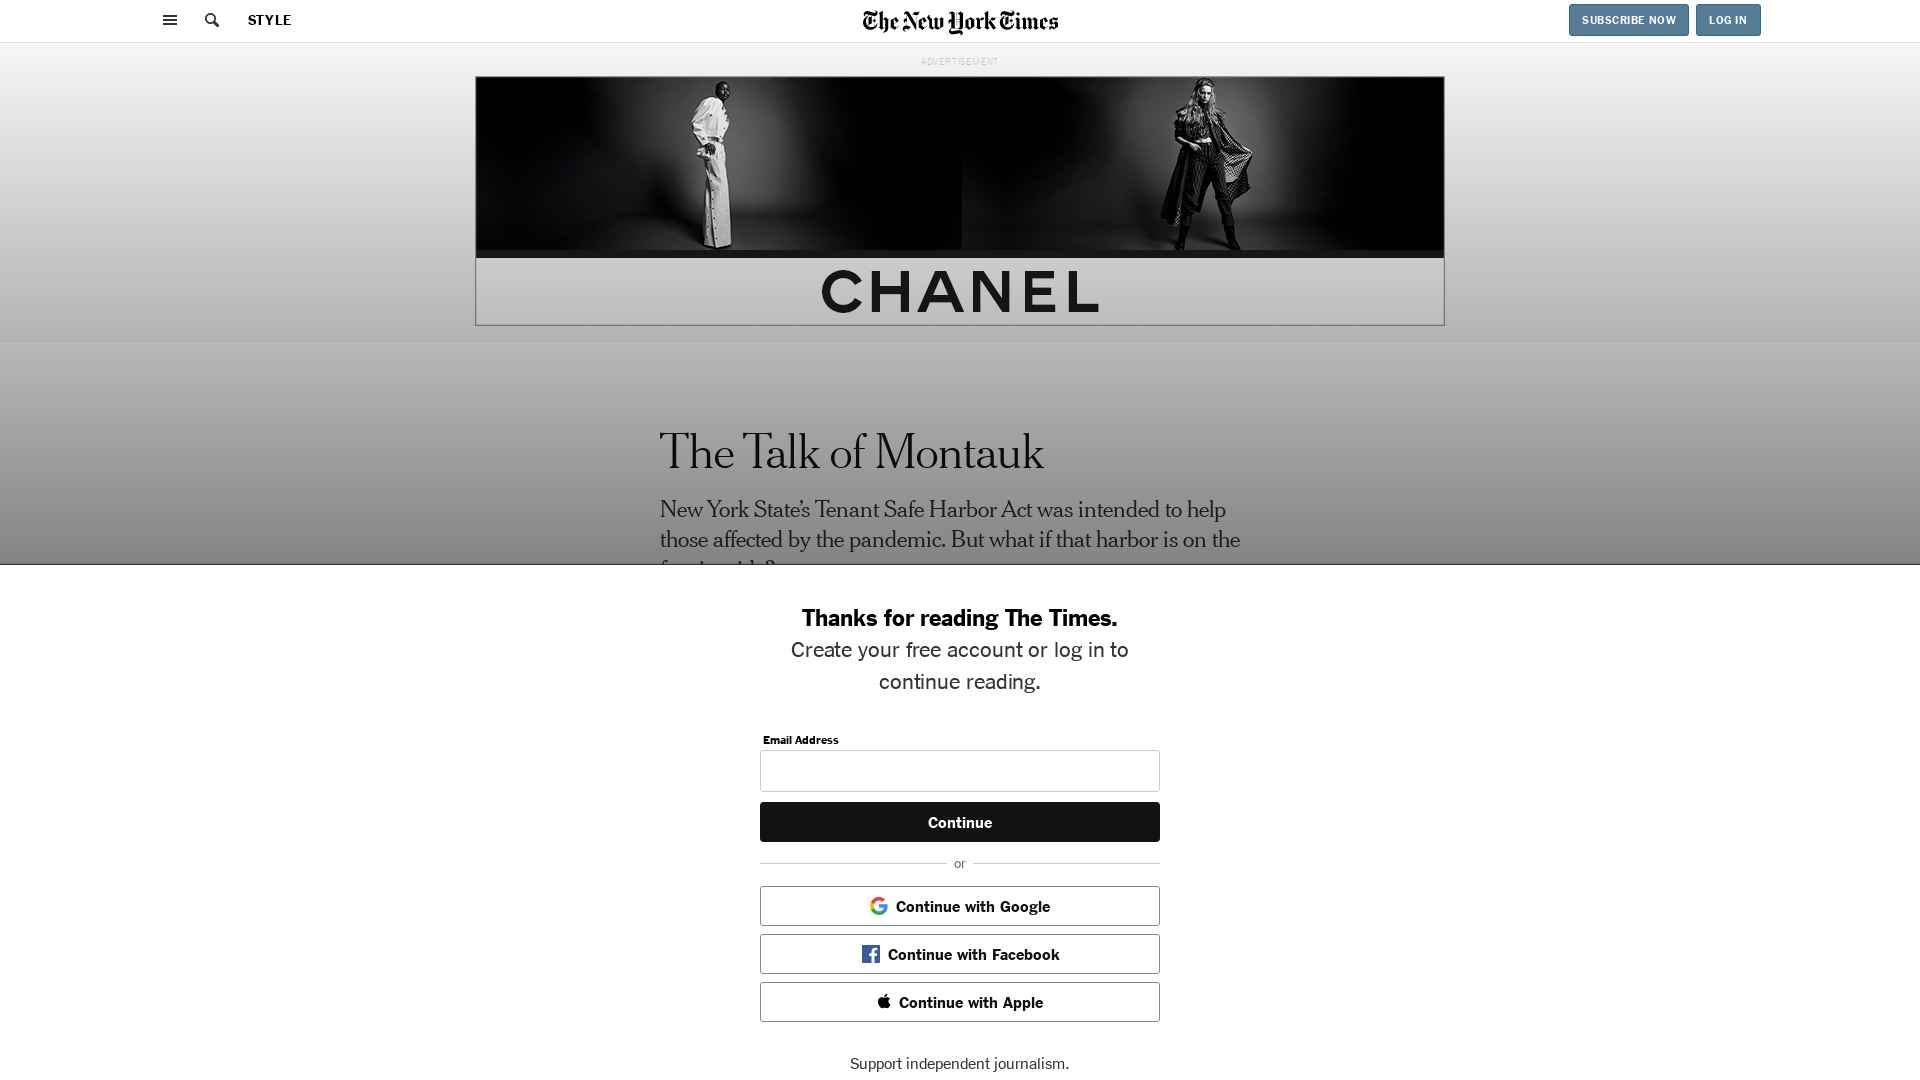 STYLE
The New York Times
SUBSCRIBE NOW
LOG IN
ADVERTISEMENT
CHANEL
The Talk of Montauk
New York State’s Tenant Safe Harbor Act was intended to help
those affected by the pandemic. But what if that harbor is on the
Thanks for reading The Times.
Create your free account or log in to
continue reading.
Email Address
Continue
or
Continue with Google
Continue with Facebook
Continue with Apple
Support independent journalism.